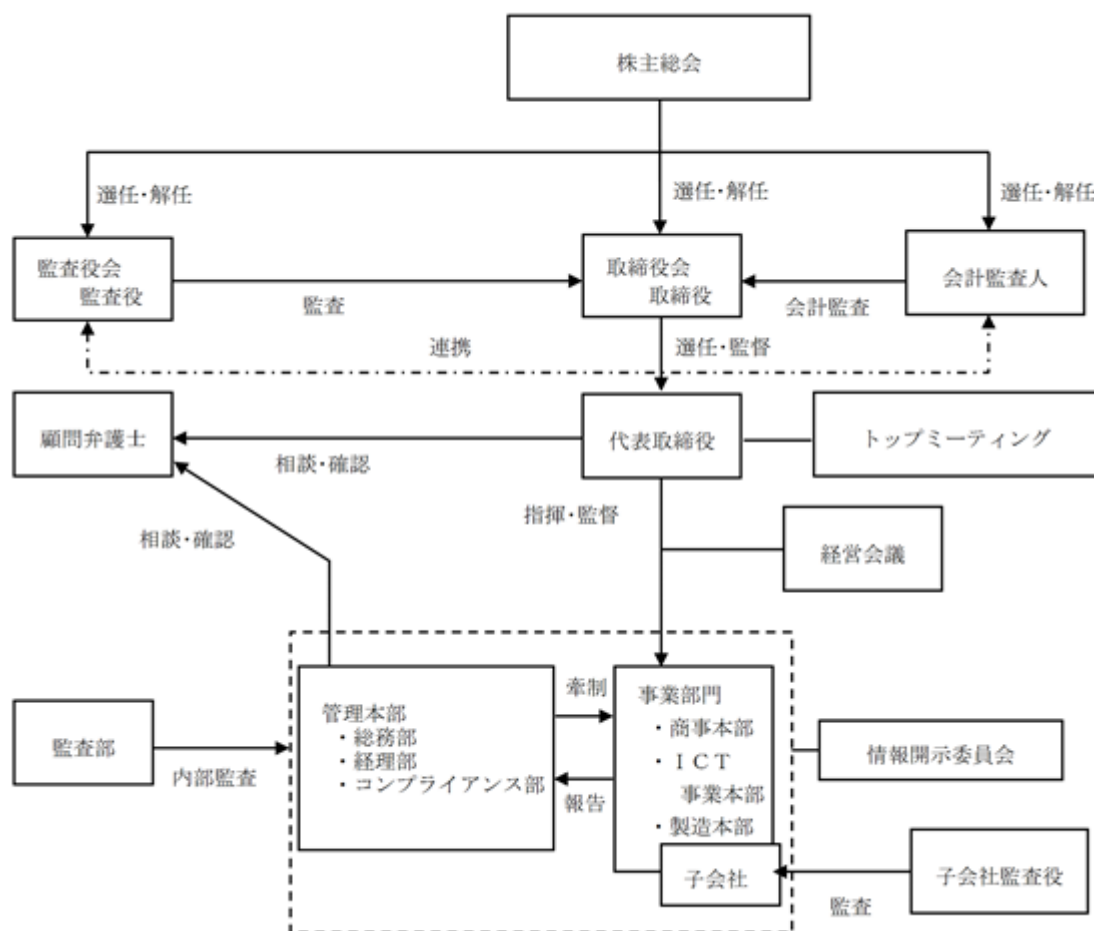 株主総会
選任・解任
選任・解任
選任・解任
監査役会
監査役
監査
取締役会
取締役
会計監査
会計監査人
連携
選任・監督
顧問弁護士
相談・確認
代表取締役
トップミーティング
指揮・監督
相談・確認
経営会議
監査部
内部監査
管理本部
・総務部
・経理部
・コンプライアンス部
牽制
報告
事業部門
・商事本部
・ICT
事業本部
・製造本部
子会社
情報開示委員会
監査
子会社監査役